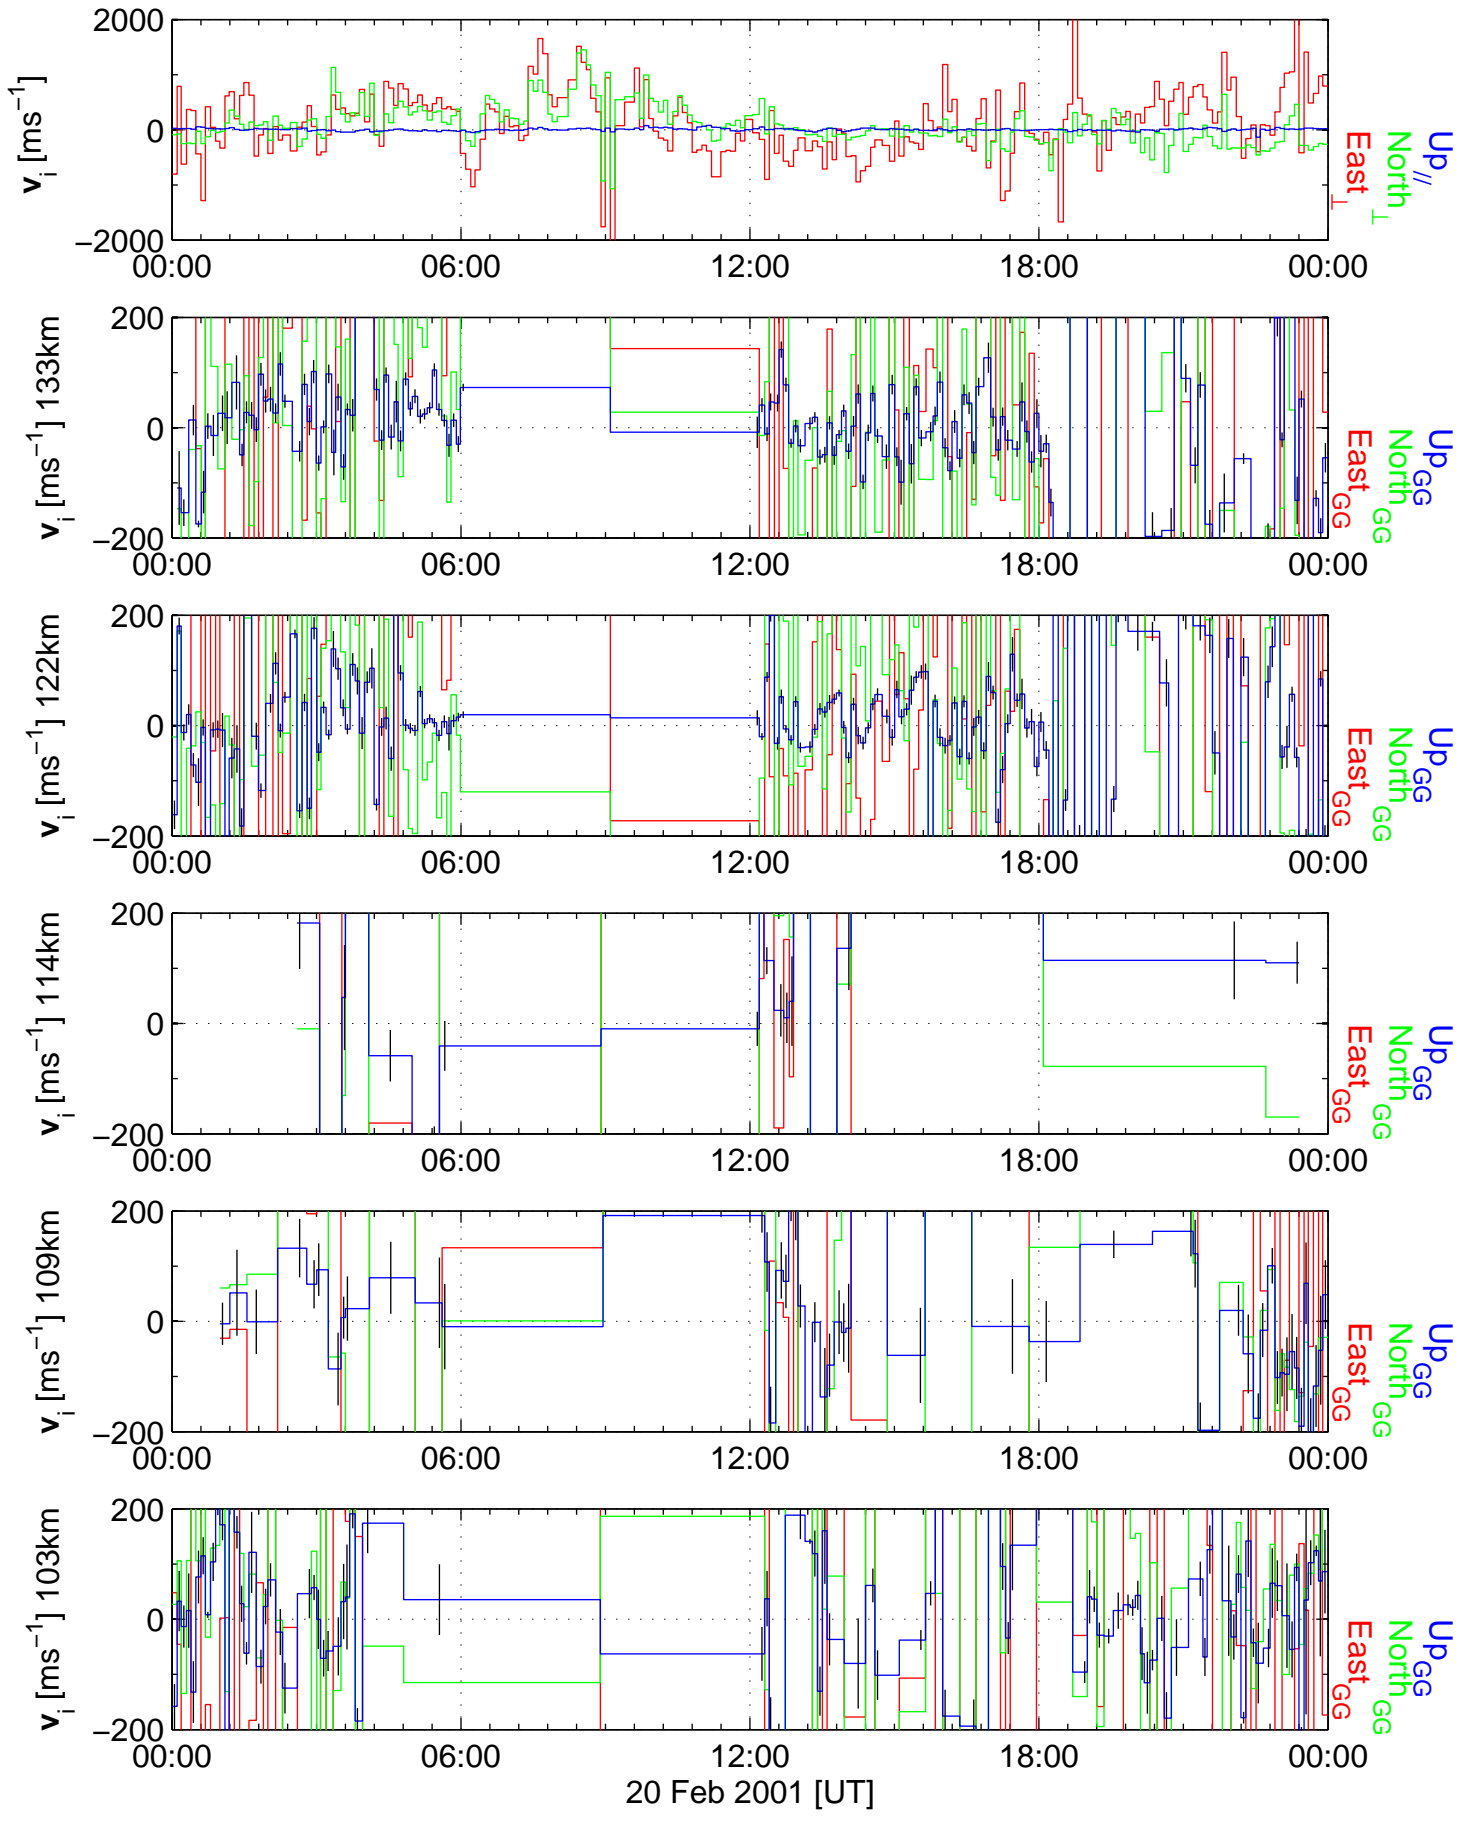 v_i [ms⁻¹]
2000
0
−2000
00:00 06:00 12:00 18:00 00:00
East_⊥
North_⊥
Up_//
v_i [ms⁻¹] 133km
200
0
−200
00:00 06:00 12:00 18:00 00:00
East_GG
North_GG
Up_GG
v_i [ms⁻¹] 122km
200
0
−200
00:00 06:00 12:00 18:00 00:00
East_GG
North_GG
Up_GG
v_i [ms⁻¹] 114km
200
0
−200
00:00 06:00 12:00 18:00 00:00
East_GG
North_GG
Up_GG
v_i [ms⁻¹] 109km
200
0
−200
00:00 06:00 12:00 18:00 00:00
East_GG
North_GG
Up_GG
v_i [ms⁻¹] 103km
200
0
−200
00:00 06:00 12:00 18:00 00:00
East_GG
North_GG
Up_GG
20 Feb 2001 [UT]